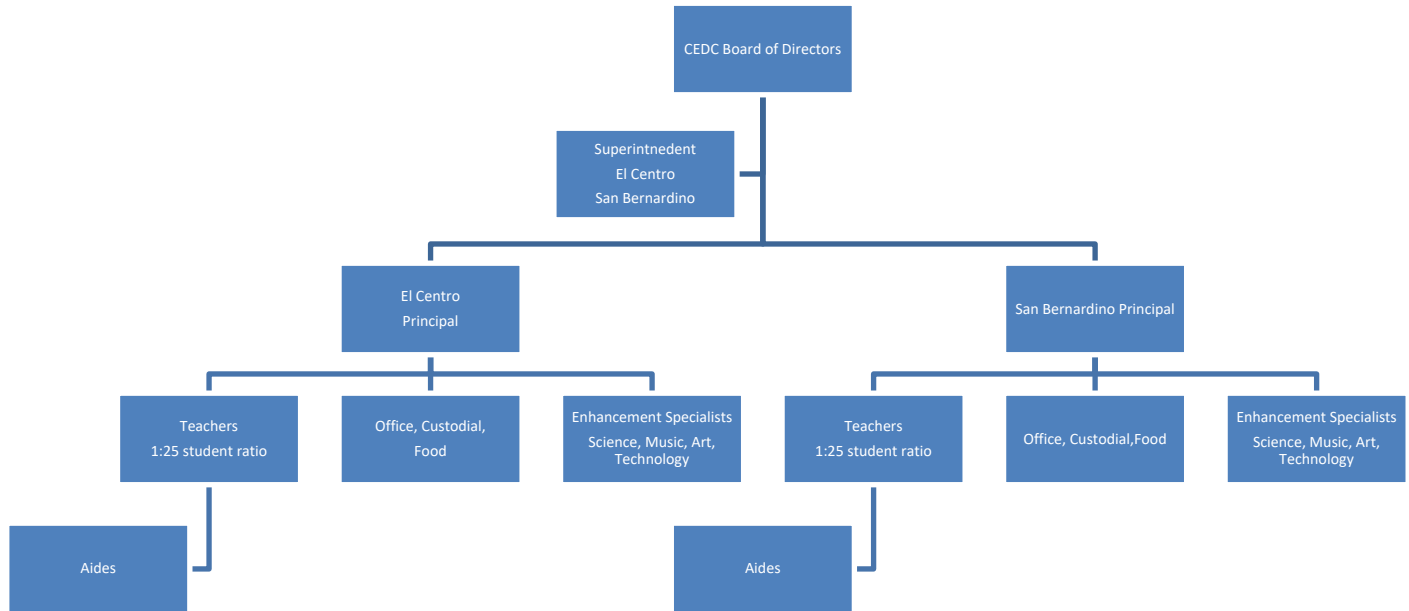 CEDC Board of Directors
Superintnedent
El Centro
San Bernardino
El Centro
Principal
San Bernardino Principal
Teachers
1:25 student ratio
Office, Custodial,
Food
Enhancement Specialists
Science, Music, Art,
Technology
Teachers
1:25 student ratio
Office, Custodial,Food
Enhancement Specialists
Science, Music, Art,
Technology
Aides
Aides